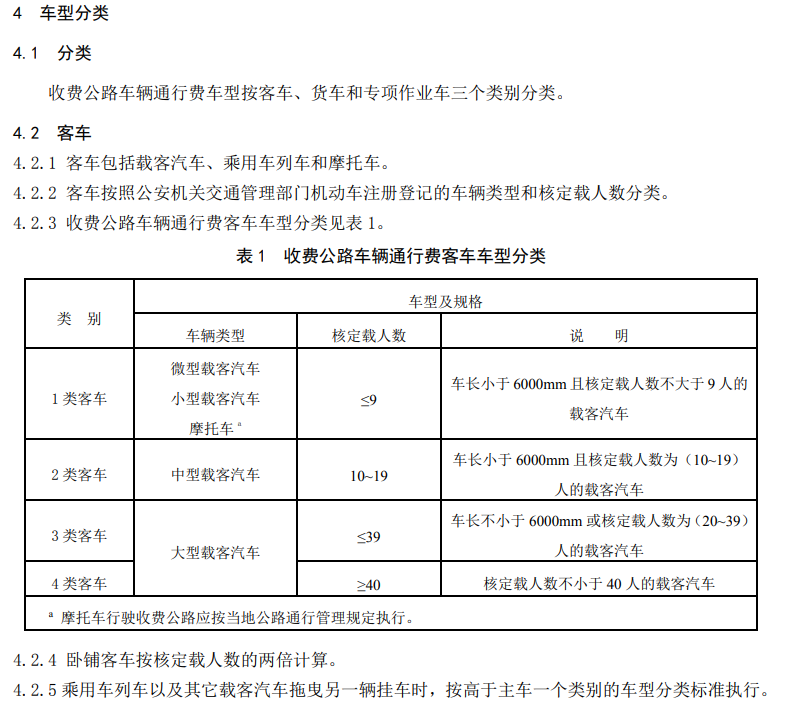 4 车型分类
4.1 分类
收费公路车辆通行费车型按客车、货车和专项作业车三个类别分类。
4.2 客车
4.2.1 客车包括载客汽车、乘用车列车和摩托车。
4.2.2 客车按照公安机关交通管理部门机动车注册登记的车辆类型和核定载人数分类。
4.2.3 收费公路车辆通行费客车车型分类见表 1。
表 1 收费公路车辆通行费客车车型分类
类 别
车型及规格
车辆类型
核定载人数
说 明
1 类客车
微型载客汽车
小型载客汽车
摩托车 a
≤9
车长小于 6000mm 且核定载人数不大于 9 人的
载客汽车
2 类客车
中型载客汽车
10~19
车长小于 6000mm 且核定载人数为（10~19）
人的载客汽车
3 类客车
大型载客汽车
≤39
车长不小于 6000mm 或核定载人数为（20~39）
人的载客汽车
4 类客车
≥40
核定载人数不小于 40 人的载客汽车
a 摩托车行驶收费公路应按当地公路通行管理规定执行。
4.2.4 卧铺客车按核定载人数的两倍计算。
4.2.5 乘用车列车以及其它载客汽车拖曳另一辆挂车时，按高于主车一个类别的车型分类标准执行。